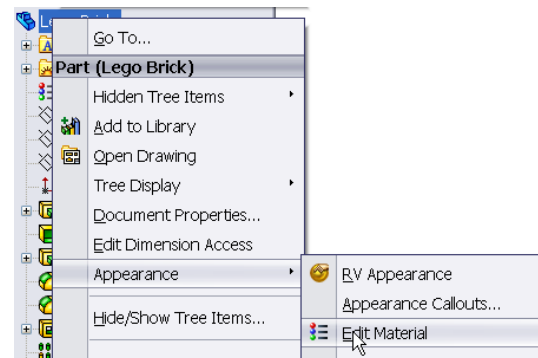 Go To...
Part (Lego Brick)
Hidden Tree Items
Add to Library
Open Drawing
Tree Display
Document Properties...
Edit Dimension Access
Appearance
RV Appearance
Appearance Callouts...
Hide/Show Tree Items...
Edit Material